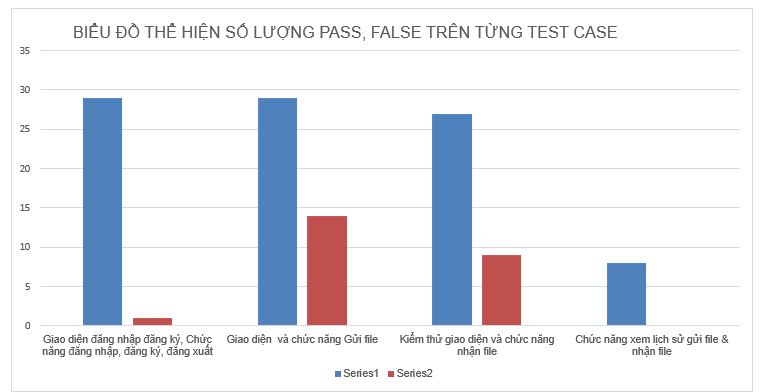 BIỂU ĐỒ THỂ HIỆN SỐ LƯỢNG PASS, FALSE TRÊN TỪNG TEST CASE
35
30
25
20
15
10
5
0
Giao diện đăng nhập đăng ký, Chức
năng đăng nhập, đăng ký, đăng xuất
Giao diện và chức năng Gửi file
Kiểm thử giao diện và chức năng
nhận file
Chức năng xem lịch sử gửi file &
nhận file
Series1
Series2